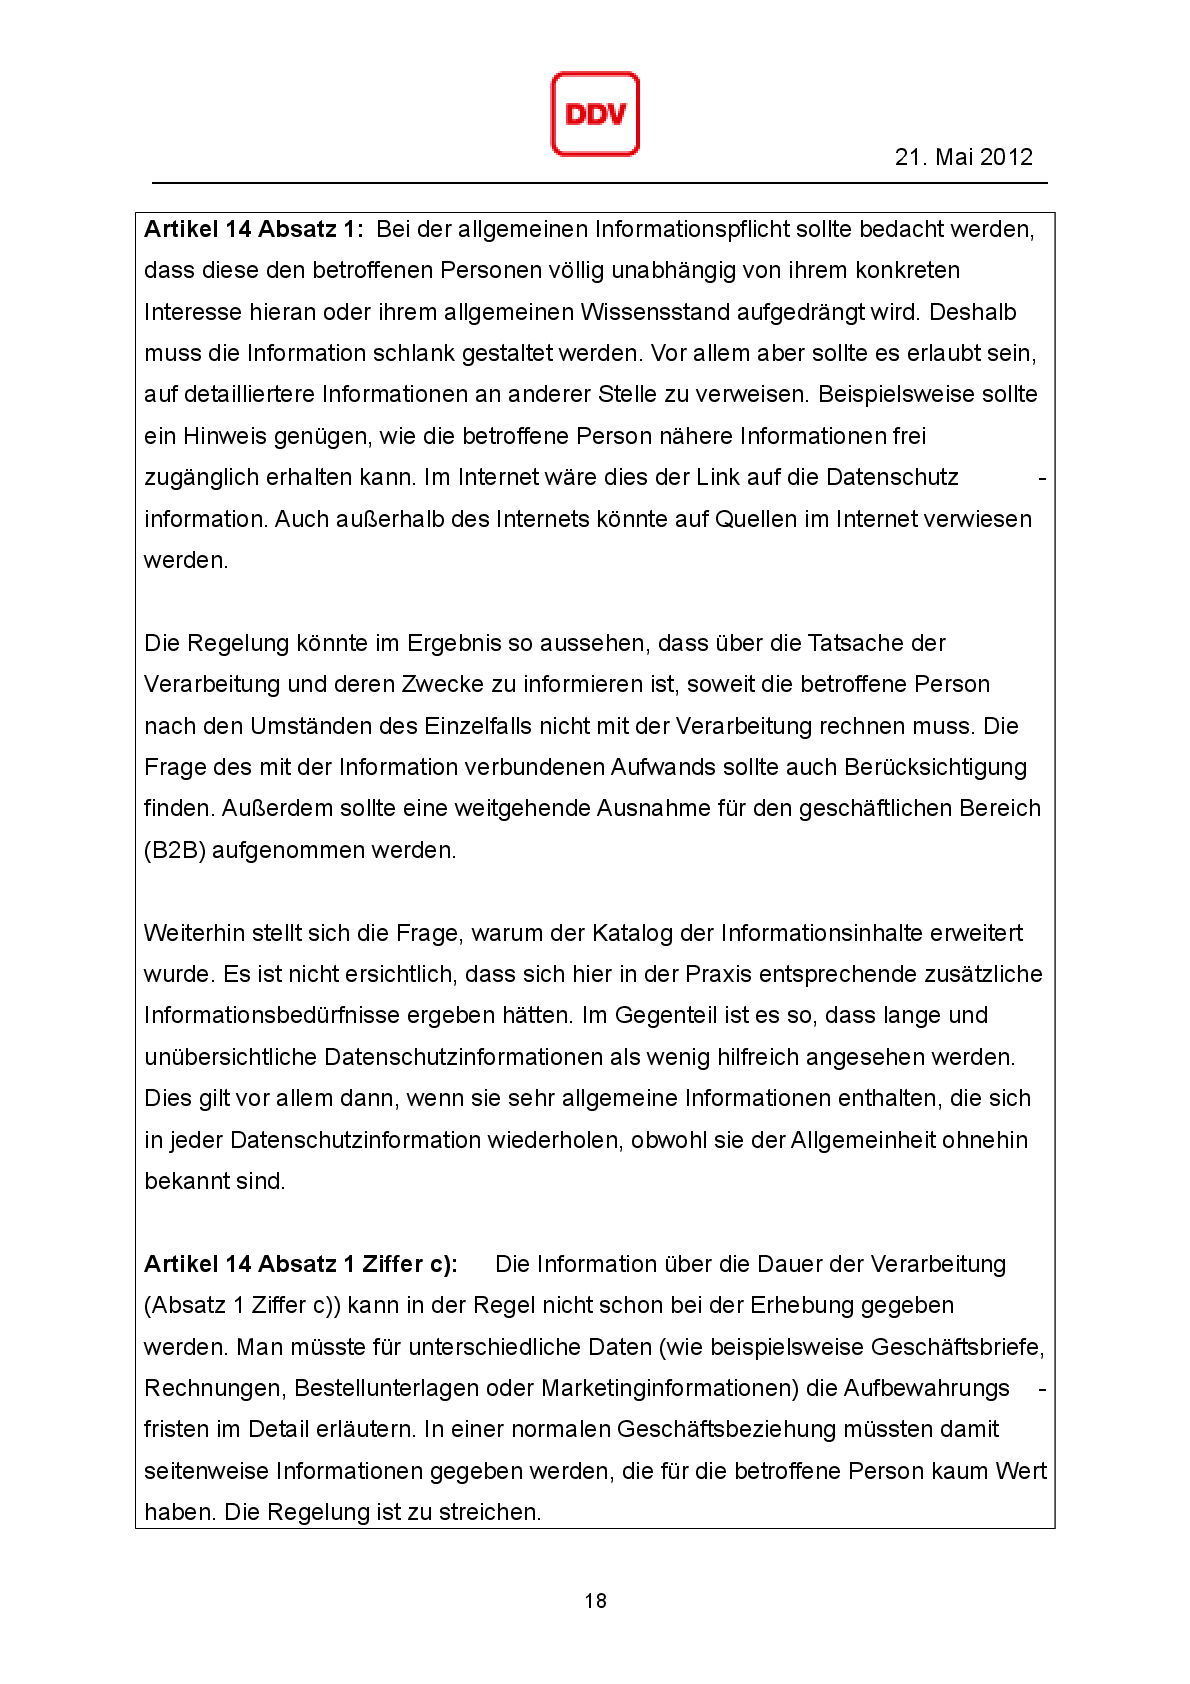 DDV
21. Mai 2012
Artikel 14 Absatz 1: Bei der allgemeinen Informationspflicht sollte bedacht werden,
dass diese den betroffenen Personen völlig unabhängig von ihrem konkreten
Interesse hieran oder ihrem allgemeinen Wissensstand aufgedrängt wird. Deshalb
muss die Information schlank gestaltet werden. Vor allem aber sollte es erlaubt sein,
auf detailliertere Informationen an anderer Stelle zu verweisen. Beispielsweise sollte
ein Hinweis genügen, wie die betroffene Person nähere Informationen frei
zugänglich erhalten kann. Im Internet wäre dies der Link auf die Datenschutz -
information. Auch außerhalb des Internets könnte auf Quellen im Internet verwiesen
werden.
Die Regelung könnte im Ergebnis so aussehen, dass über die Tatsache der
Verarbeitung und deren Zwecke zu informieren ist, soweit die betroffene Person
nach den Umständen des Einzelfalls nicht mit der Verarbeitung rechnen muss. Die
Frage des mit der Information verbundenen Aufwands sollte auch Berücksichtigung
finden. Außerdem sollte eine weitgehende Ausnahme für den geschäftlichen Bereich
(B2B) aufgenommen werden.
Weiterhin stellt sich die Frage, warum der Katalog der Informationsinhalte erweitert
wurde. Es ist nicht ersichtlich, dass sich hier in der Praxis entsprechende zusätzliche
Informationsbedürfnisse ergeben hätten. Im Gegenteil ist es so, dass lange und
unübersichtliche Datenschutzinformationen als wenig hilfreich angesehen werden.
Dies gilt vor allem dann, wenn sie sehr allgemeine Informationen enthalten, die sich
in jeder Datenschutzinformation wiederholen, obwohl sie der Allgemeinheit ohnehin
bekannt sind.
Artikel 14 Absatz 1 Ziffer c): Die Information über die Dauer der Verarbeitung
(Absatz 1 Ziffer c)) kann in der Regel nicht schon bei der Erhebung gegeben
werden. Man müsste für unterschiedliche Daten (wie beispielsweise Geschäftsbriefe,
Rechnungen, Bestellunterlagen oder Marketinginformationen) die Aufbewahrungs -
fristen im Detail erläutern. In einer normalen Geschäftsbeziehung müssten damit
seitenweise Informationen gegeben werden, die für die betroffene Person kaum Wert
haben. Die Regelung ist zu streichen.
18